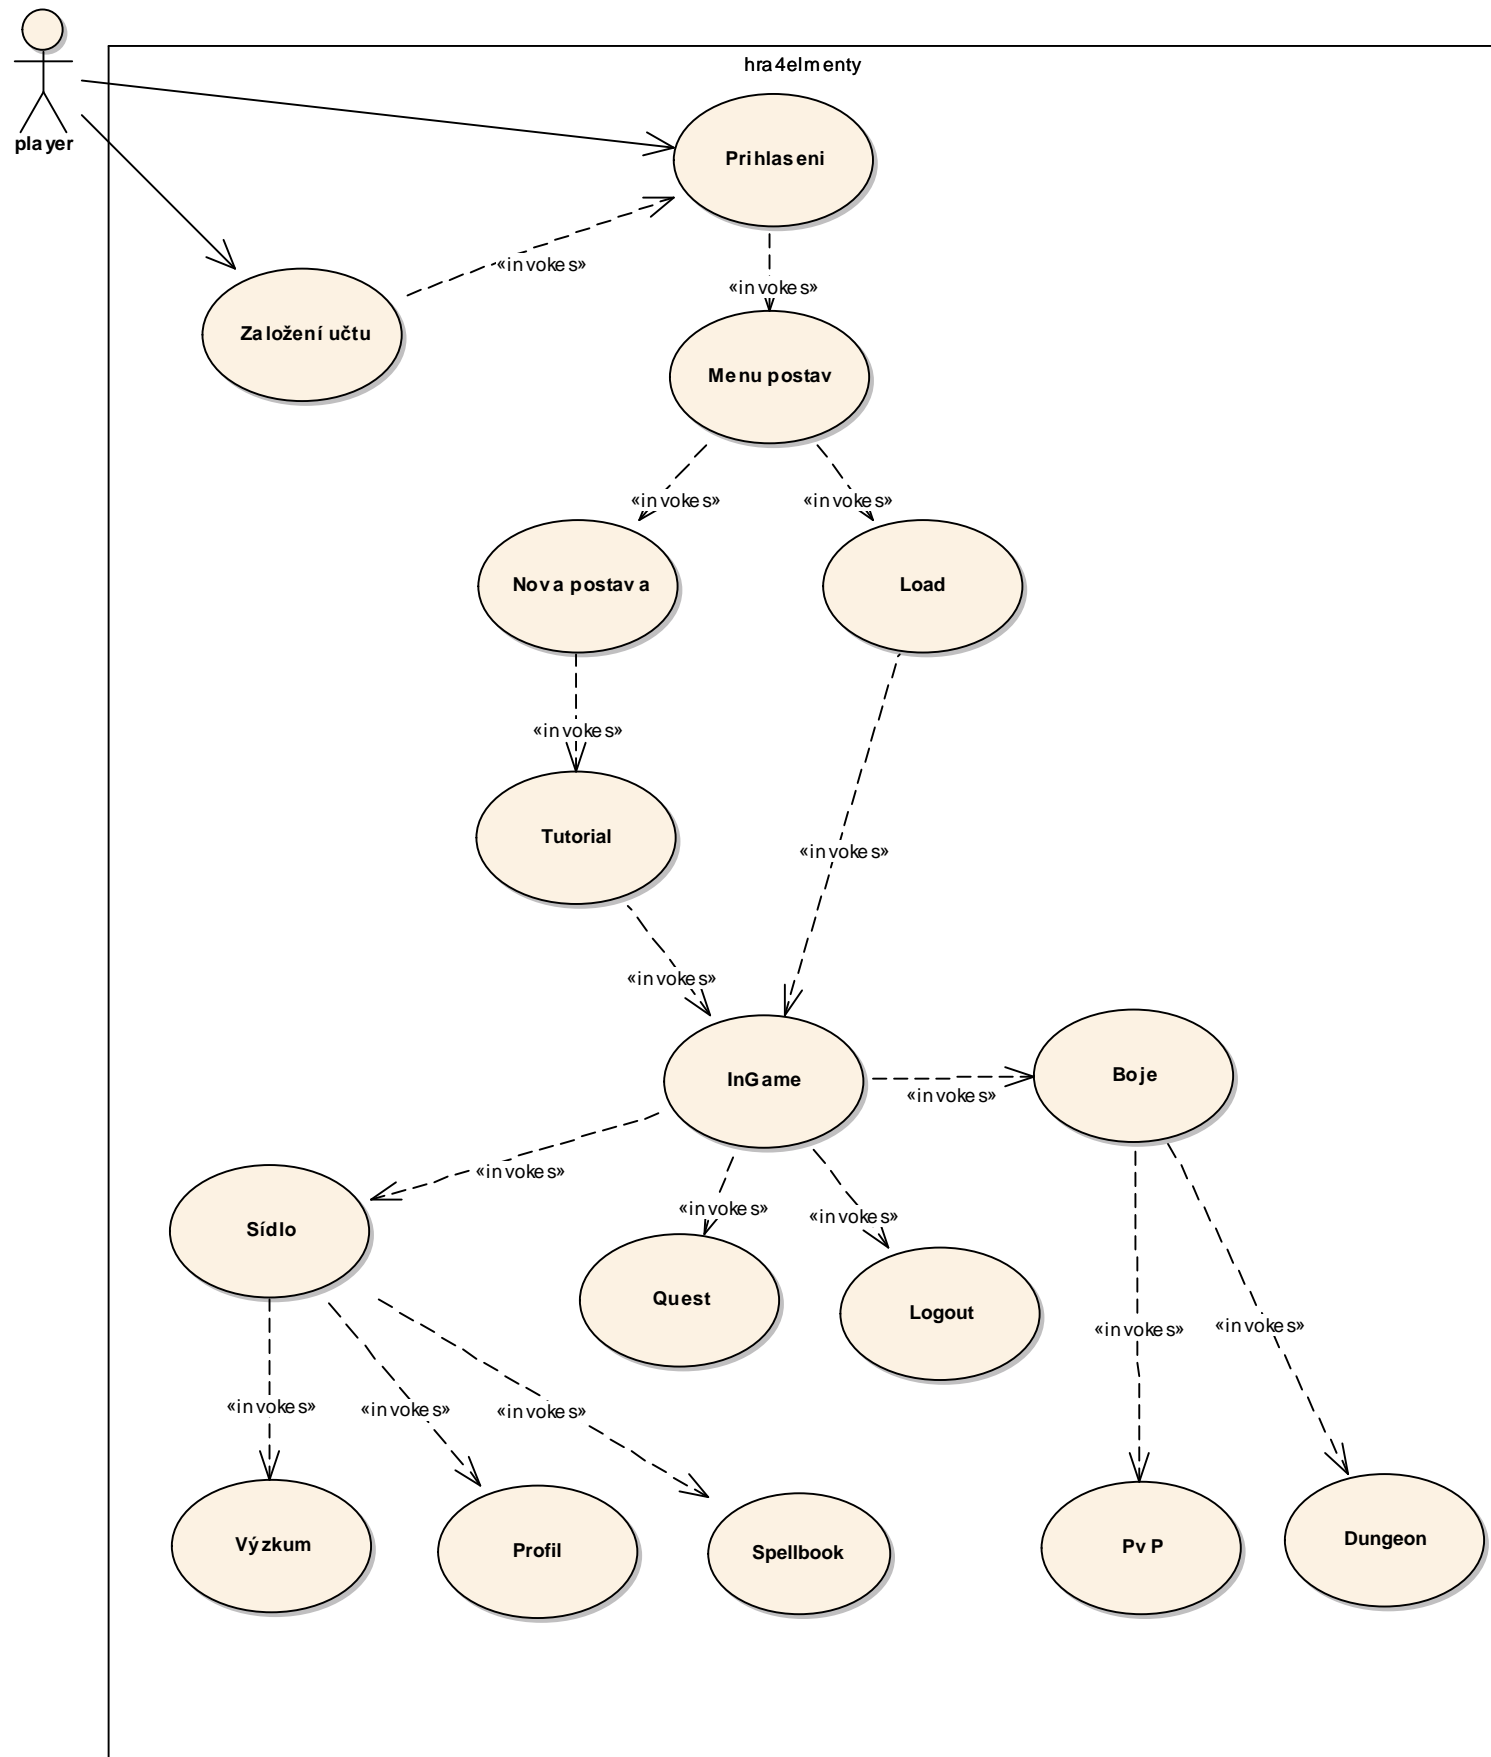 hra4elmenty
player
Prihlaseni
«invokes»
«invokes»
Založení učtu
Menu postav
«invokes»
«invokes»
Nova postava
Load
«invokes»
Tutorial
«invokes»
«invokes»
InGame
Boje
«invokes»
«invokes»
Sídlo
«invokes»
«invokes»
Quest
Logout
«invokes»
«invokes»
«invokes»
«invokes»
«invokes»
Výzkum
Profil
Spellbook
PvP
Dungeon